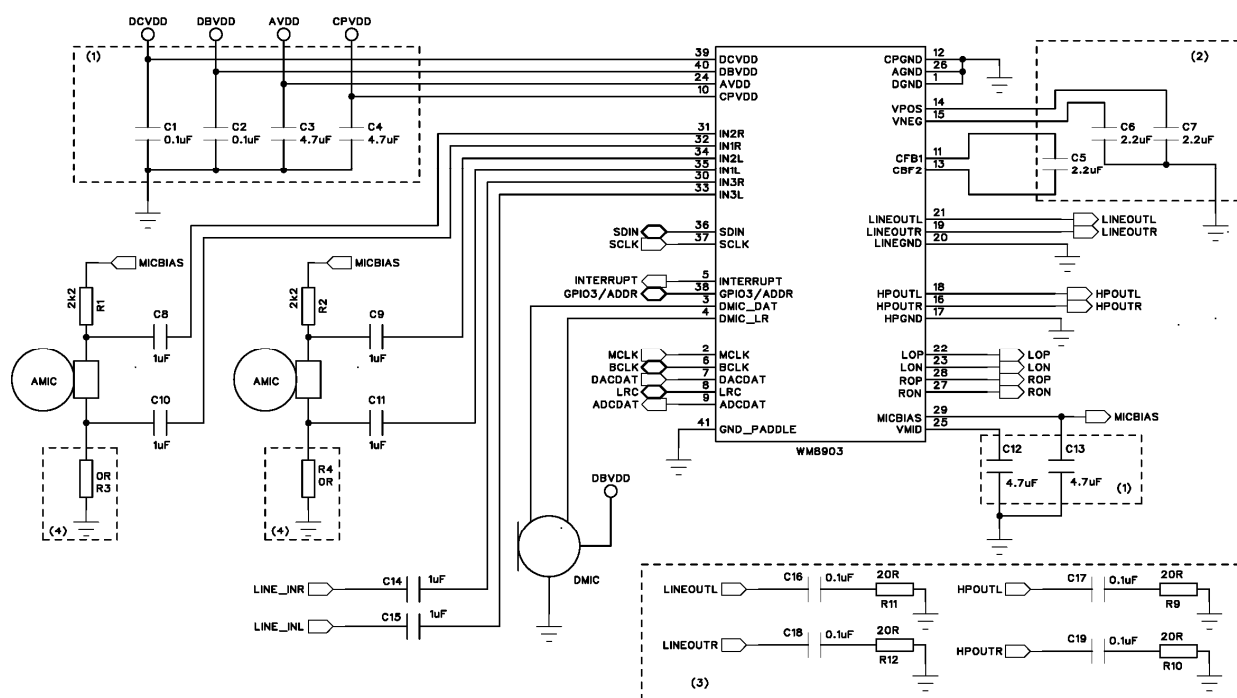 DCVDD DBVDD AVDD CPVDD
(1)
C1 0.1uF
C2 0.1uF
C3 4.7uF
C4 4.7uF
39 DCVDD
40 DBVDD
24 AVDD
10 CPVDD
31 IN2R
32 IN1R
34 IN2L
35 IN1L
30 IN3R
33 IN3L
SDIN 36 SDIN
SCLK 37 SCLK
INTERRUPT 5 INTERRUPT
GPIO3/ADDR 38 GPIO3/ADDR
3 DMIC_DAT
4 DMIC_LR
MCLK 2 MCLK
BCLK 6 BCLK
DACDAT 7 DACDAT
LRC 8 LRC
ADCDAT 9 ADCDAT
41 GND_PADDLE
WM8903
CPGND 12
AGND 26
DGND 1
VPOS 14
VNEG 15
CFB1 11
CBF2 13
(2)
C6 2.2uF
C7 2.2uF
C5 2.2uF
LINEOUTL 21 LINEOUTL
LINEOUTR 19 LINEOUTR
LINEGND 20
HPOUTL 18 HPOUTL
HPOUTR 16 HPOUTR
HPGND 17
LOP 22 LOP
LON 23 LON
ROP 28 ROP
RON 27 RON
MICBIAS 29 MICBIAS
VMID 25
C12 4.7uF
C13 4.7uF
(1)
MICBIAS
2k2 R1
C8 1uF
AMIC
C10 1uF
0R R3
(4)
MICBIAS
2k2 R2
C9 1uF
AMIC
C11 1uF
R4 0R
(4)
DBVDD
DMIC
LINE_INR C14 1uF
LINE_INL C15 1uF
LINEOUTL C16 0.1uF 20R R11
HPOUTL C17 0.1uF 20R R9
LINEOUTR C18 0.1uF 20R R12
HPOUTR C19 0.1uF 20R R10
(3)